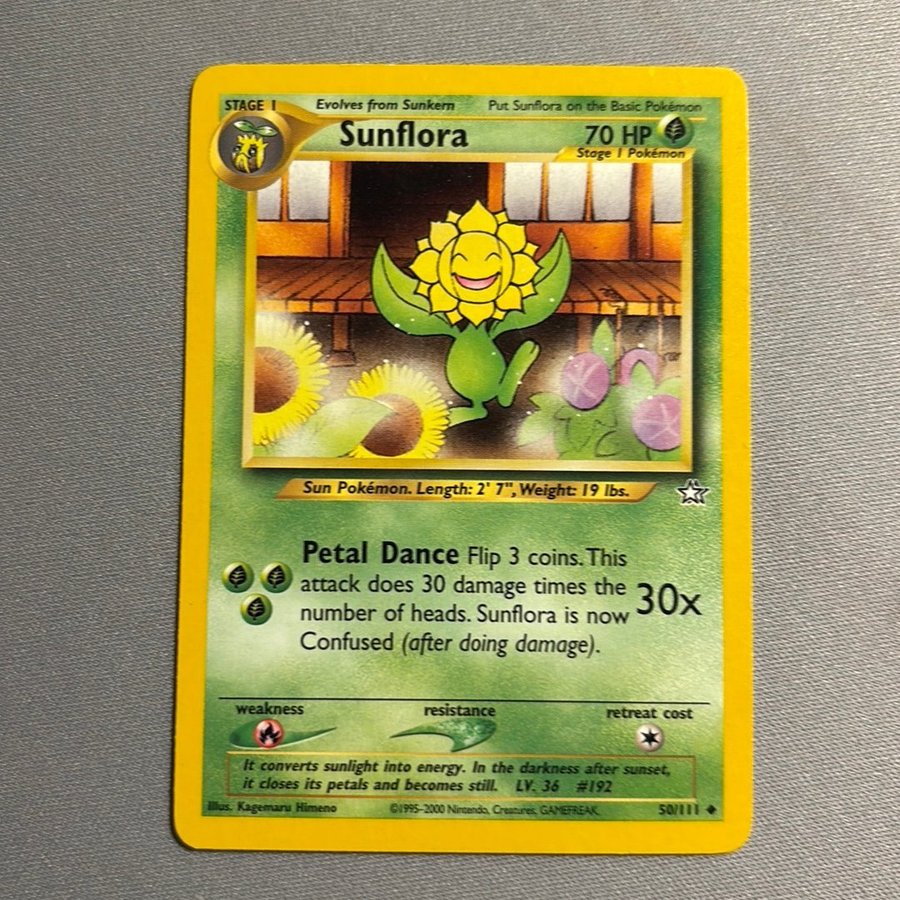 STAGE 1 Evolves from Sunkern Put Sunflora on the Basic Pokémon
Sunflora 70 HP
Stage 1 Pokémon
Sun Pokémon. Length: 2' 7", Weight: 19 lbs.
Petal Dance Flip 3 coins. This
attack does 30 damage times the
number of heads. Sunflora is now
Confused (after doing damage).
30x
weakness resistance retreat cost
It converts sunlight into energy. In the darkness after sunset,
it closes its petals and becomes still. LV. 36 #192
Illus. Kagemaru Himeno ©1995-2000 Nintendo, Creatures, GAMEFREAK. 50/111